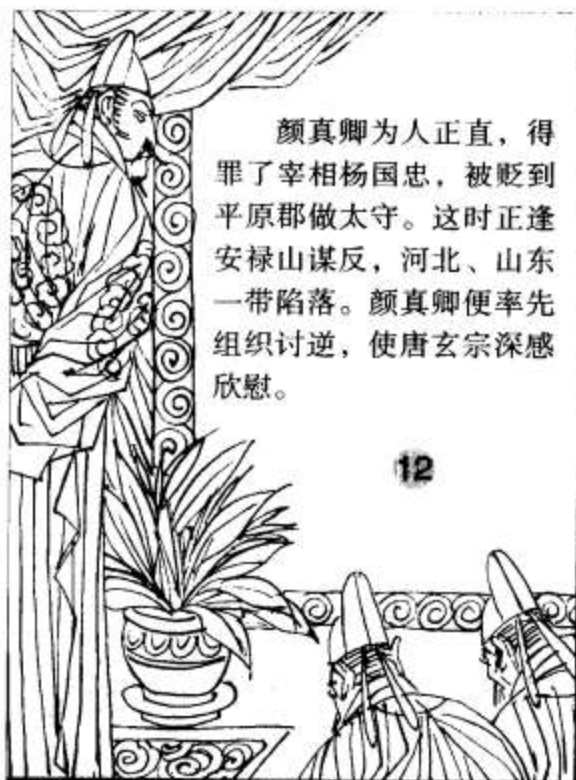 颜真卿为人正直，得
罪了宰相杨国忠，被贬到
平原郡做太守。这时正逢
安禄山谋反，河北、山东
一带陷落。颜真卿便率先
组织讨逆，使唐玄宗深感
欣慰。
12